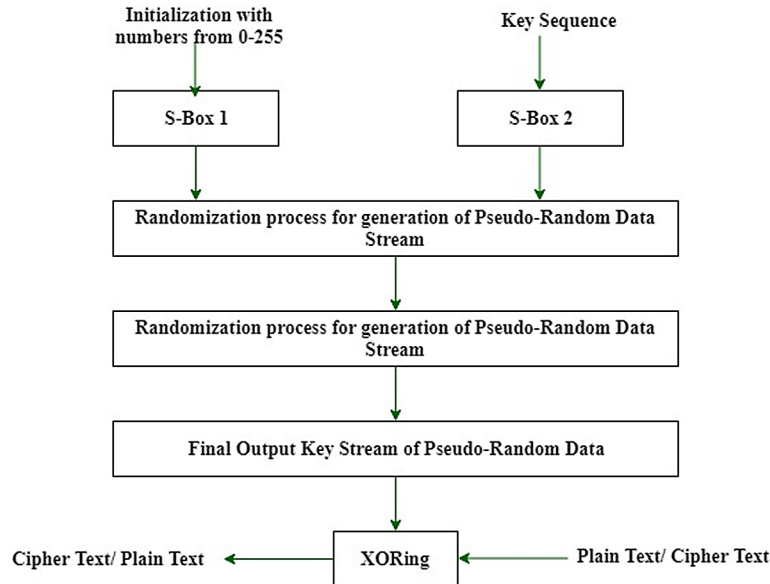 Initialization with
numbers from 0-255
Key Sequence
S-Box 1
S-Box 2
Randomization process for generation of Pseudo-Random Data
Stream
Randomization process for generation of Pseudo-Random Data
Stream
Final Output Key Stream of Pseudo-Random Data
Cipher Text/ Plain Text
XORing
Plain Text/ Cipher Text